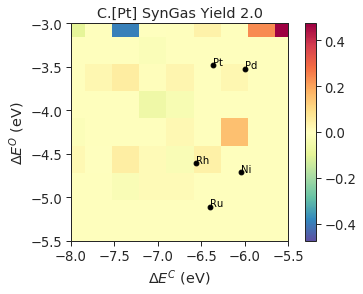 C.[Pt] SynGas Yield 2.0
−3.0
−3.5
−4.0
−4.5
−5.0
−5.5
ΔE^O (eV)
Pt
Pd
Rh
Ni
Ru
−8.0 −7.5 −7.0 −6.5 −6.0 −5.5
ΔE^C (eV)
0.4
0.2
0.0
−0.2
−0.4